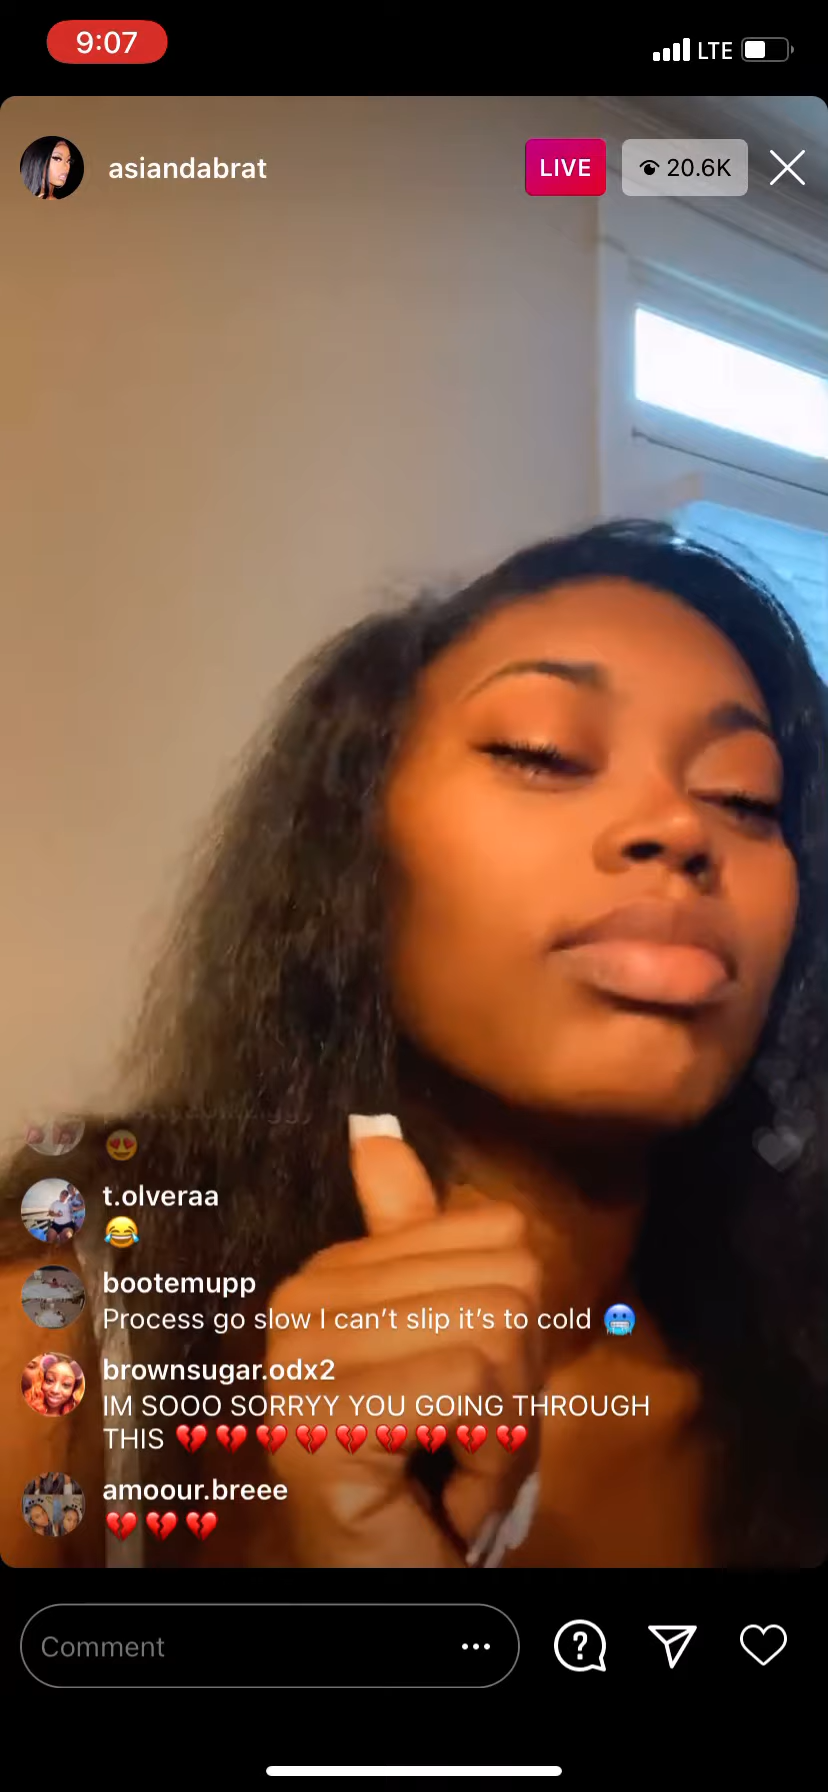 9:07
LTE
asiandabrat
LIVE
20.6K
😍
t.olveraa
😂
bootemupp
Process go slow I can't slip it's to cold 🥶
brownsugar.odx2
IM SOOO SORRYY YOU GOING THROUGH
THIS 💔💔💔💔💔💔💔💔💔
amoour.breee
💔💔💔
Comment